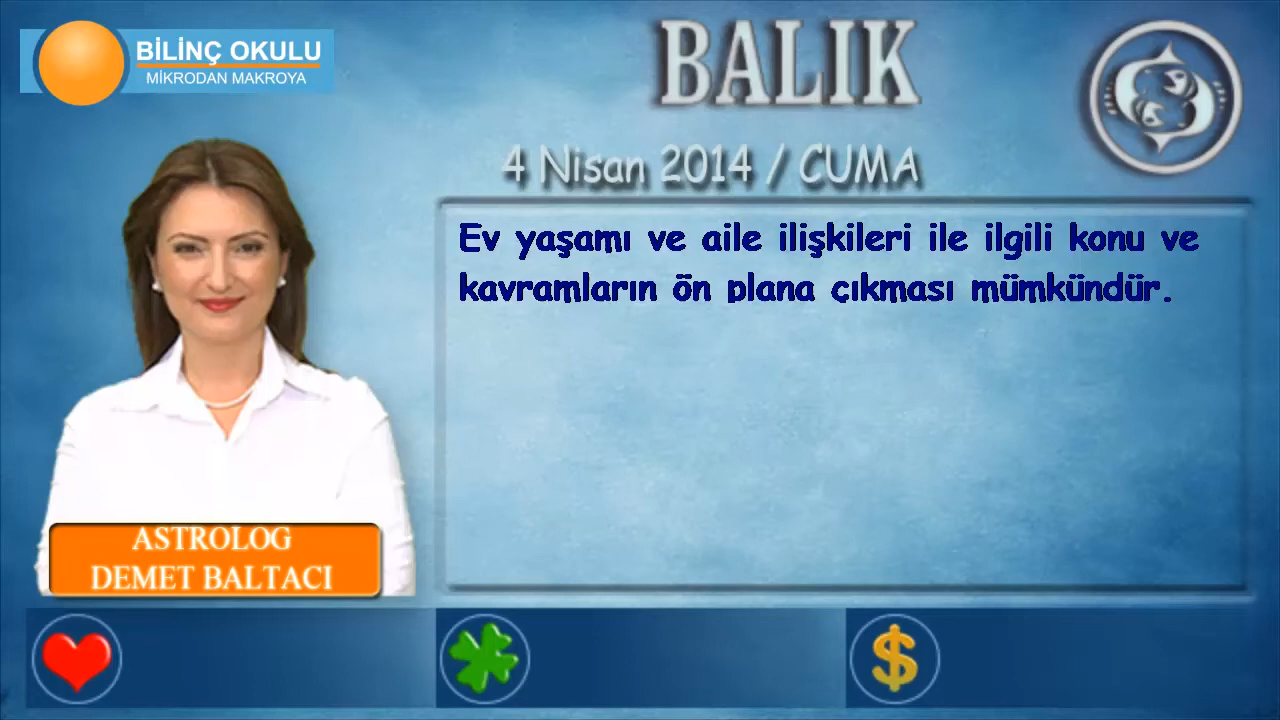 BİLİNÇ OKULU
MİKRODAN MAKROYA
BALIK
4 Nisan 2014 / CUMA
Ev yaşamı ve aile ilişkileri ile ilgili konu ve
kavramların ön plana çıkması mümkündür.
ASTROLOG
DEMET BALTACI
$